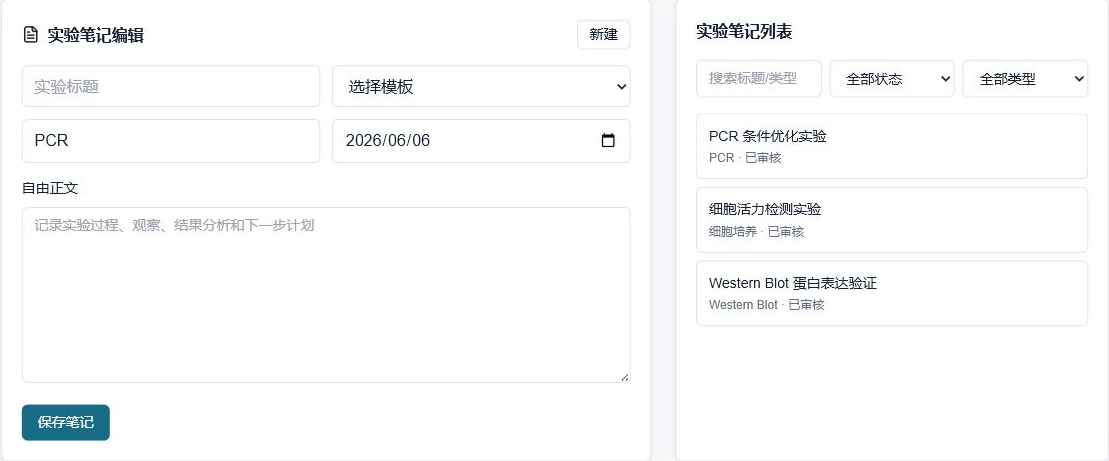 实验笔记编辑
新建
实验标题
选择模板
PCR
2026/06/06
自由正文
记录实验过程、观察、结果分析和下一步计划
保存笔记
实验笔记列表
搜索标题/类型
全部状态
全部类型
PCR 条件优化实验
PCR · 已审核
细胞活力检测实验
细胞培养 · 已审核
Western Blot 蛋白表达验证
Western Blot · 已审核